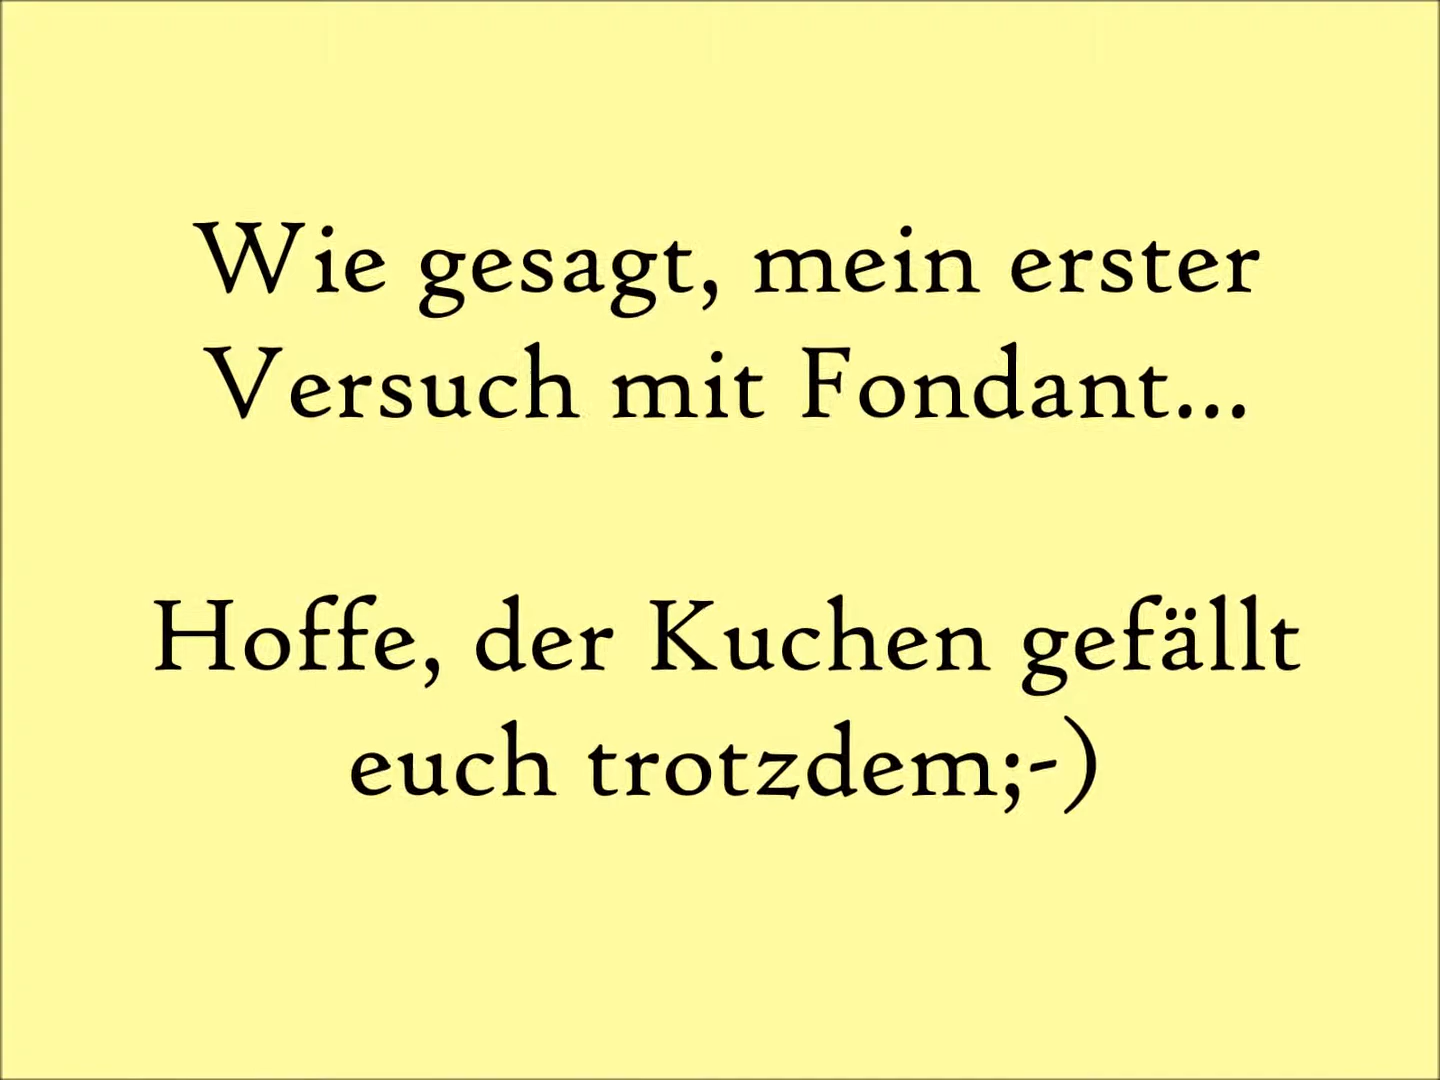 Wie gesagt, mein erster
Versuch mit Fondant...
Hoffe, der Kuchen gefällt
euch trotzdem;-)